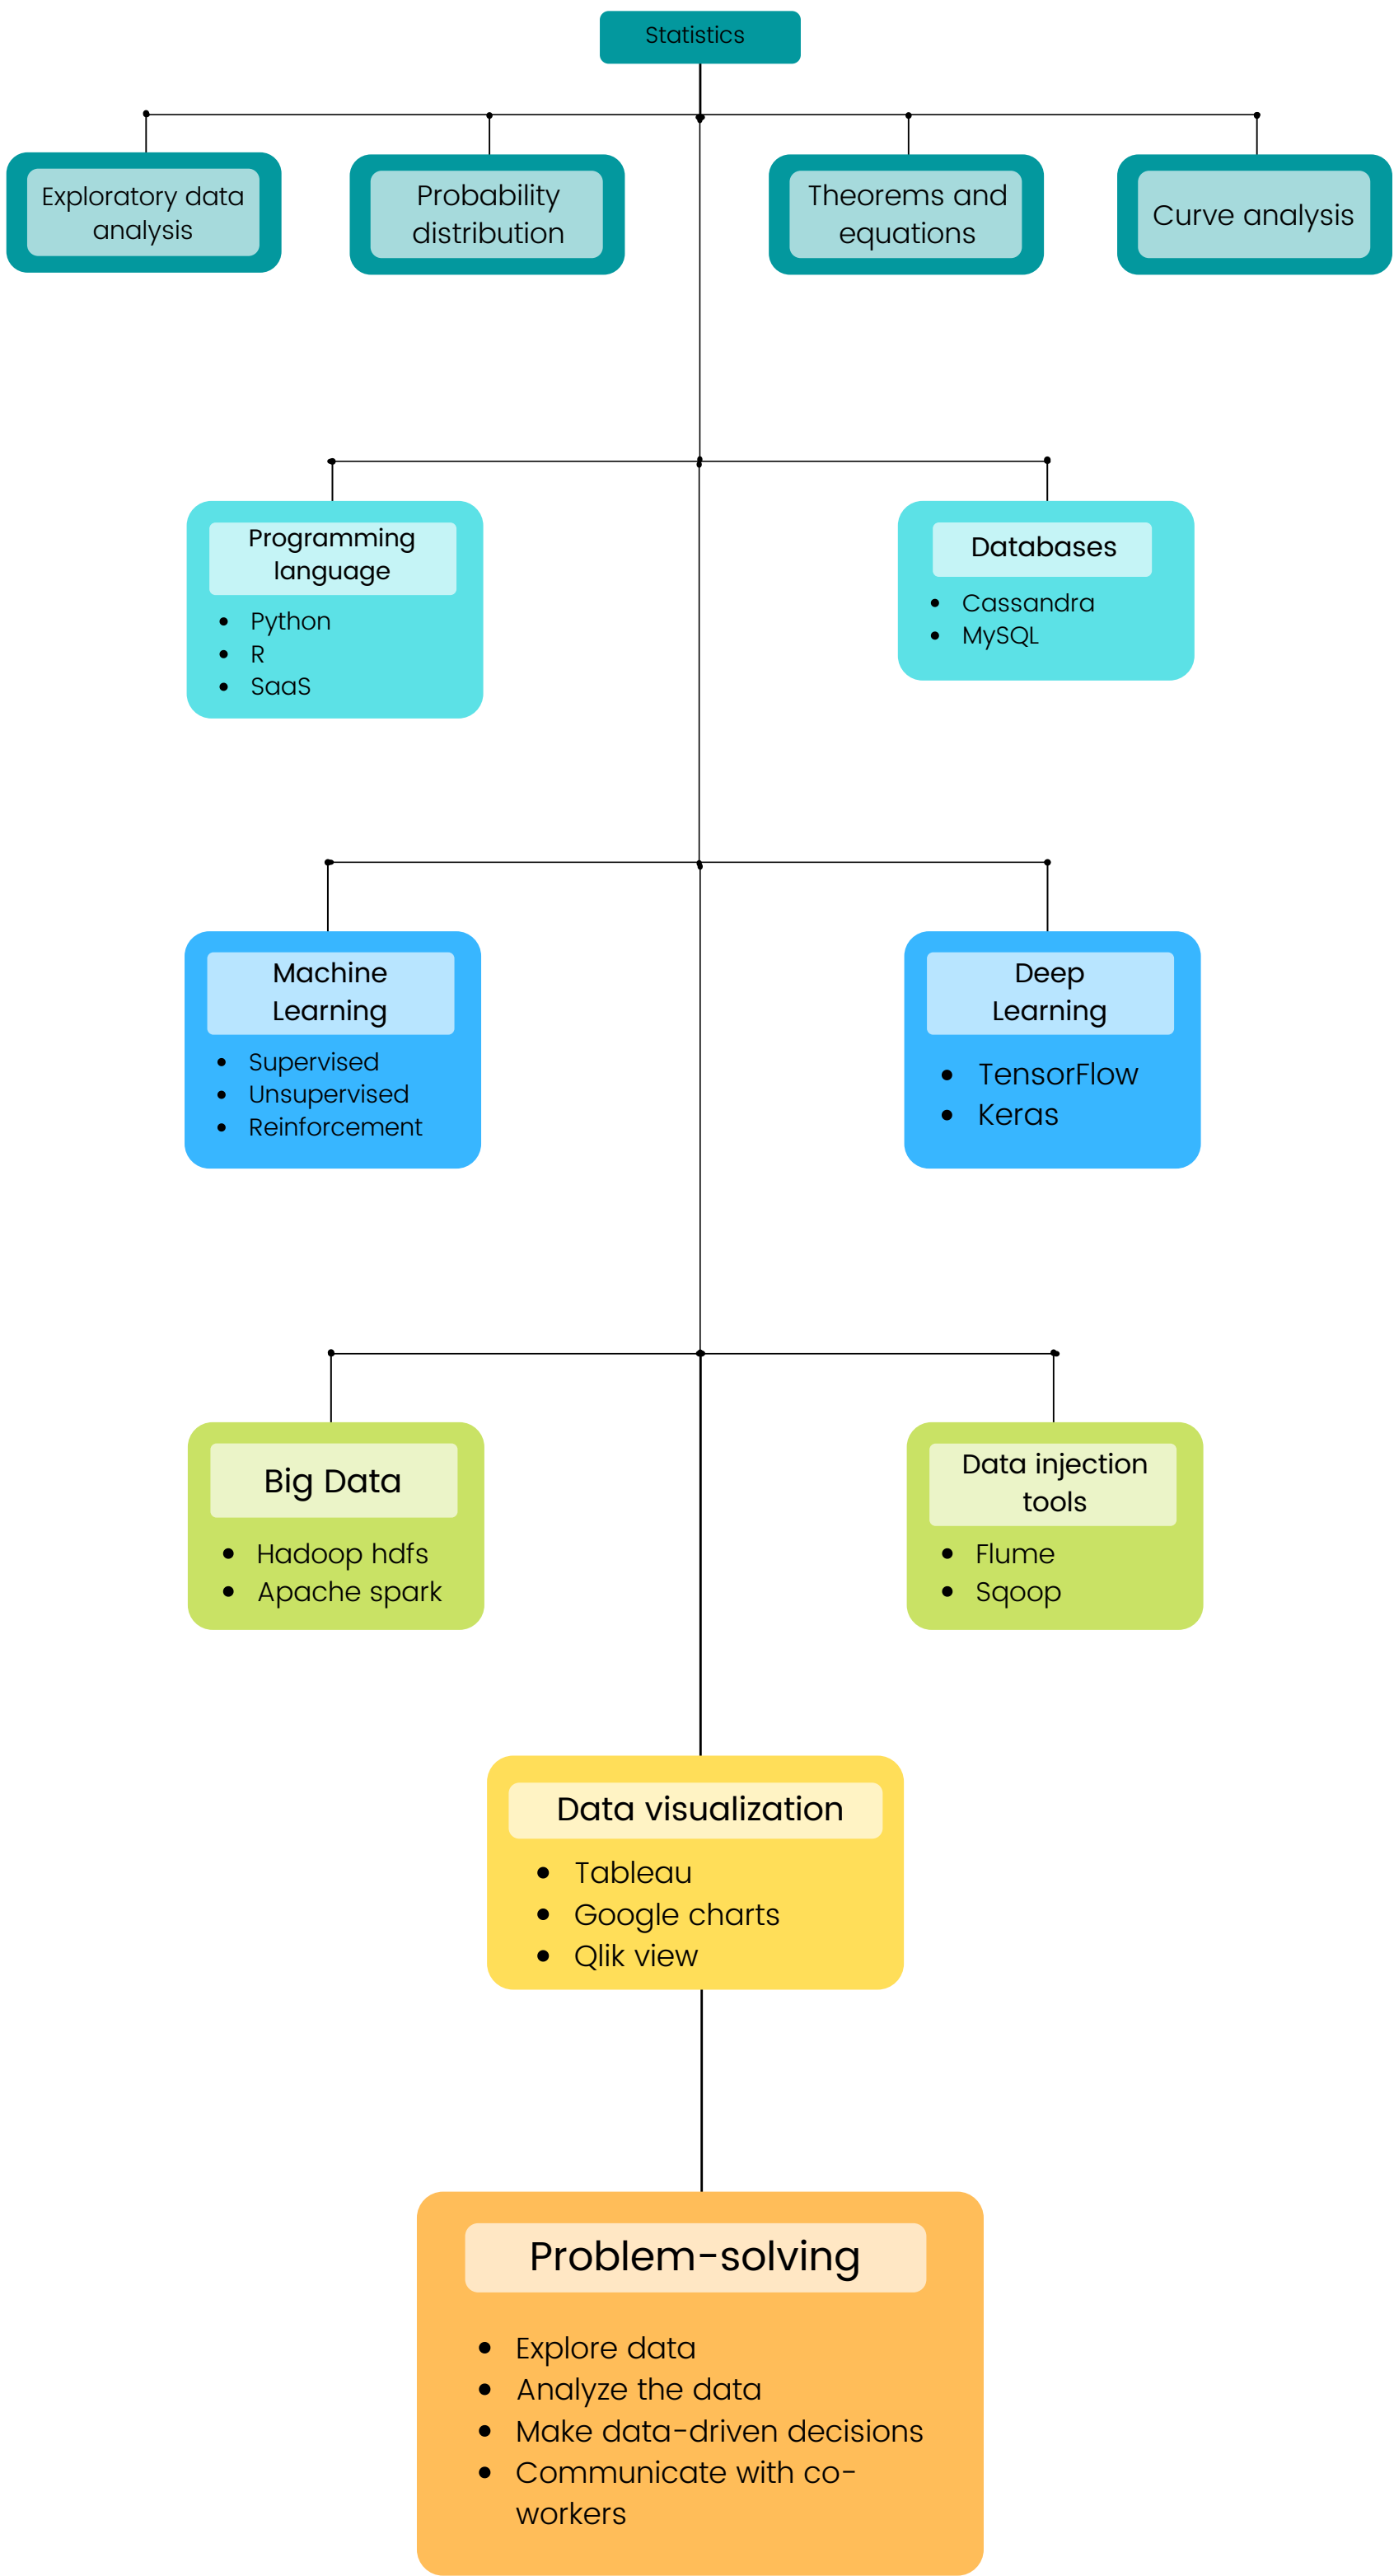 Statistics
Exploratory data
analysis
Probability
distribution
Theorems and
equations
Curve analysis
Programming
language
• Python
• R
• SaaS
Databases
• Cassandra
• MySQL
Machine
Learning
• Supervised
• Unsupervised
• Reinforcement
Deep
Learning
• TensorFlow
• Keras
Big Data
• Hadoop hdfs
• Apache spark
Data injection
tools
• Flume
• Sqoop
Data visualization
• Tableau
• Google charts
• Qlik view
Problem-solving
• Explore data
• Analyze the data
• Make data-driven decisions
• Communicate with co-
workers